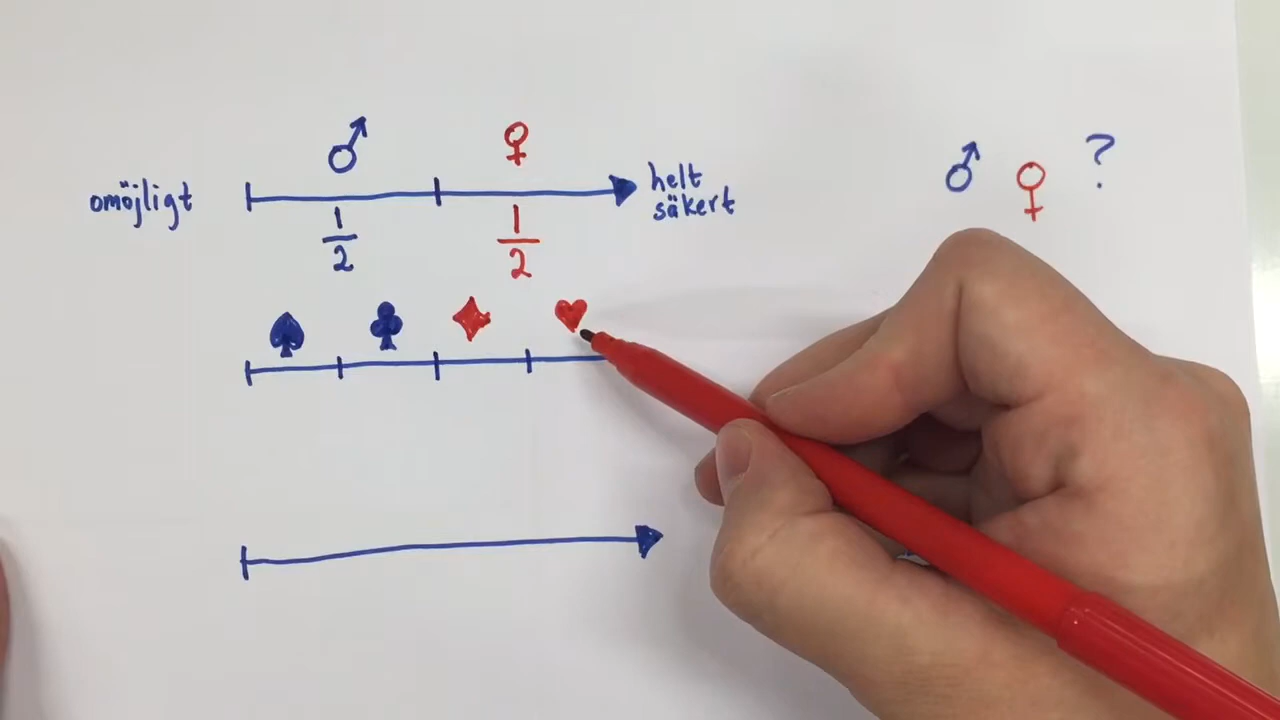 ♂ ♀ ?
omöjligt
helt
säkert
1/2 1/2
♠ ♣ ♦ ♥